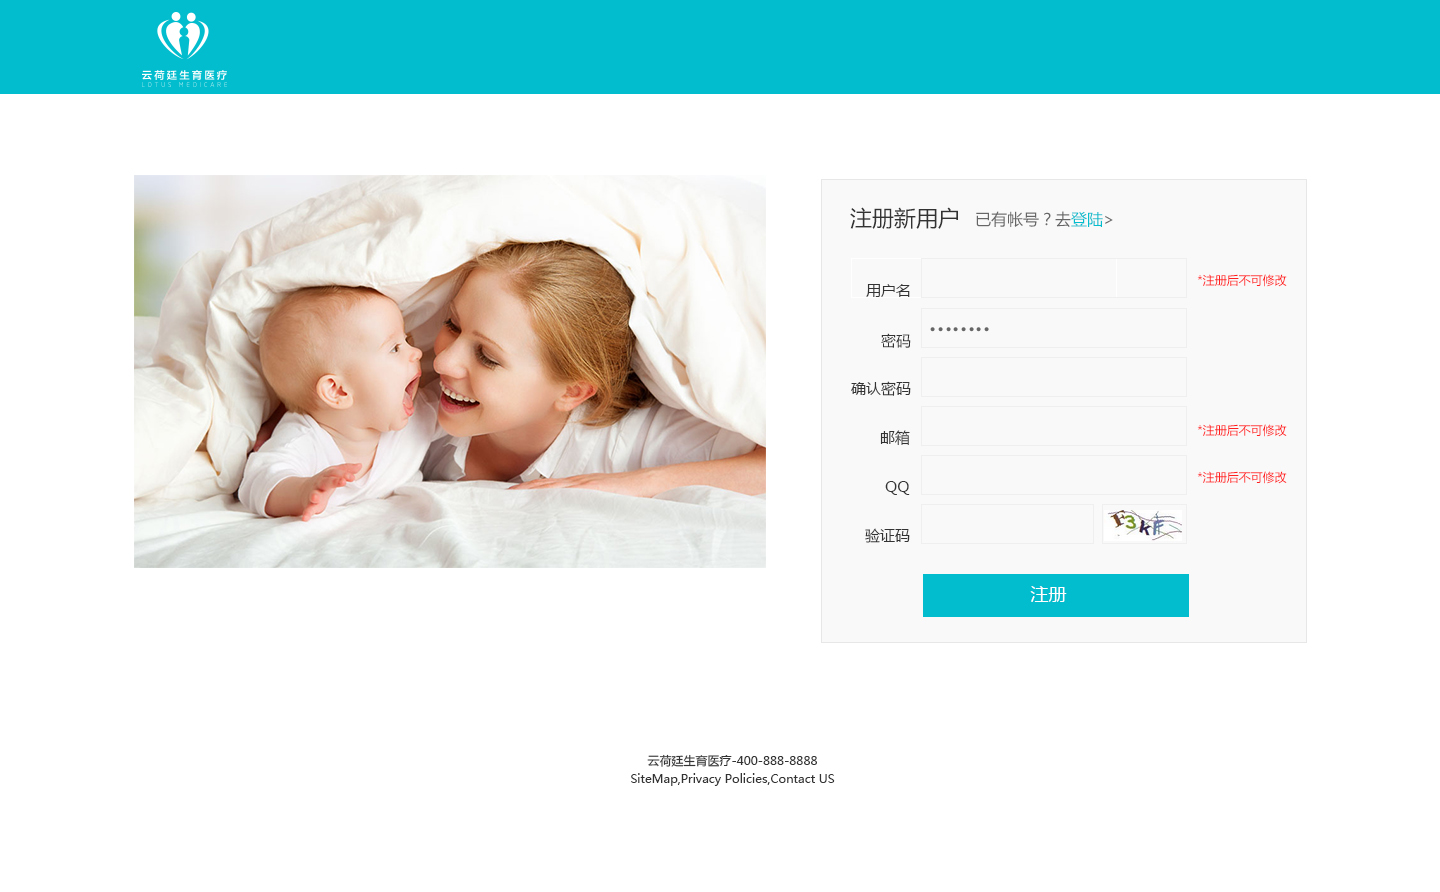 云荷廷生育医疗
LOTUS MEDICARE
注册新用户 已有帐号？去登陆>
用户名 *注册后不可修改
密码 ••••••••
确认密码
邮箱 *注册后不可修改
QQ *注册后不可修改
验证码 F3KF
注册
云荷廷生育医疗-400-888-8888
SiteMap,Privacy Policies,Contact US